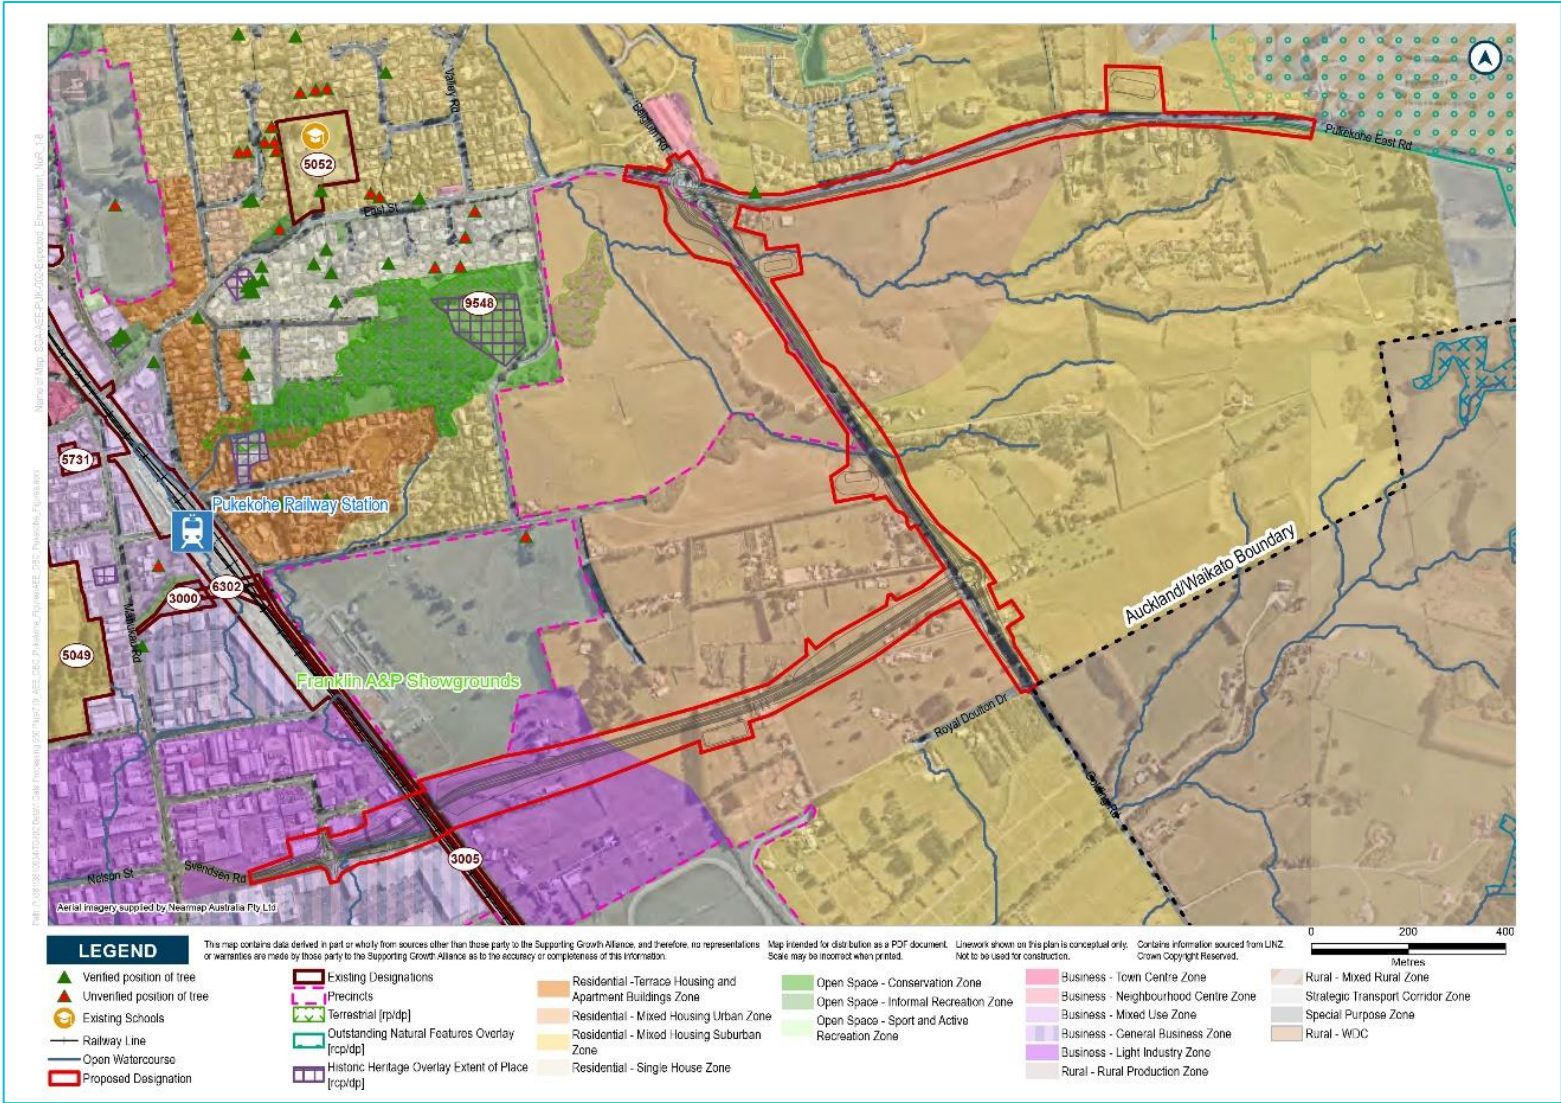 Valley Rd
Belgium Rd
Pukekohe East Rd
5052
East St
9548
5731
Pukekohe Railway Station
Auckland/Waikato Boundary
6302
3000
Manukau Rd
5049
Franklin A&P Showgrounds
Royal Doulton Dr
Golding Rd
3005
Svendsen Rd
Nelson St
Aerial imagery supplied by Nearmap Australia Pty Ltd
LEGEND
This map contains data derived in part or wholly from sources other than those party to the Supporting Growth Alliance, and therefore, no representations
or warranties are made by those party to the Supporting Growth Alliance as to the accuracy or completeness of this information.
Map intended for distribution as a PDF document.
Scale may be incorrect when printed.
Linework shown on this plan is conceptual only.
Not to be used for construction.
Contains information sourced from LINZ.
Crown Copyright Reserved.
0 200 400
Metres
Verified position of tree
Unverified position of tree
Existing Schools
Railway Line
Open Watercourse
Proposed Designation
Existing Designations
Precincts
Terrestrial [rp/dp]
Outstanding Natural Features Overlay
[rcp/dp]
Historic Heritage Overlay Extent of Place
[rcp/dp]
Residential -Terrace Housing and
Apartment Buildings Zone
Residential - Mixed Housing Urban Zone
Residential - Mixed Housing Suburban
Zone
Residential - Single House Zone
Open Space - Conservation Zone
Open Space - Informal Recreation Zone
Open Space - Sport and Active
Recreation Zone
Business - Town Centre Zone
Business - Neighbourhood Centre Zone
Business - Mixed Use Zone
Business - General Business Zone
Business - Light Industry Zone
Rural - Rural Production Zone
Rural - Mixed Rural Zone
Strategic Transport Corridor Zone
Special Purpose Zone
Rural - WDC